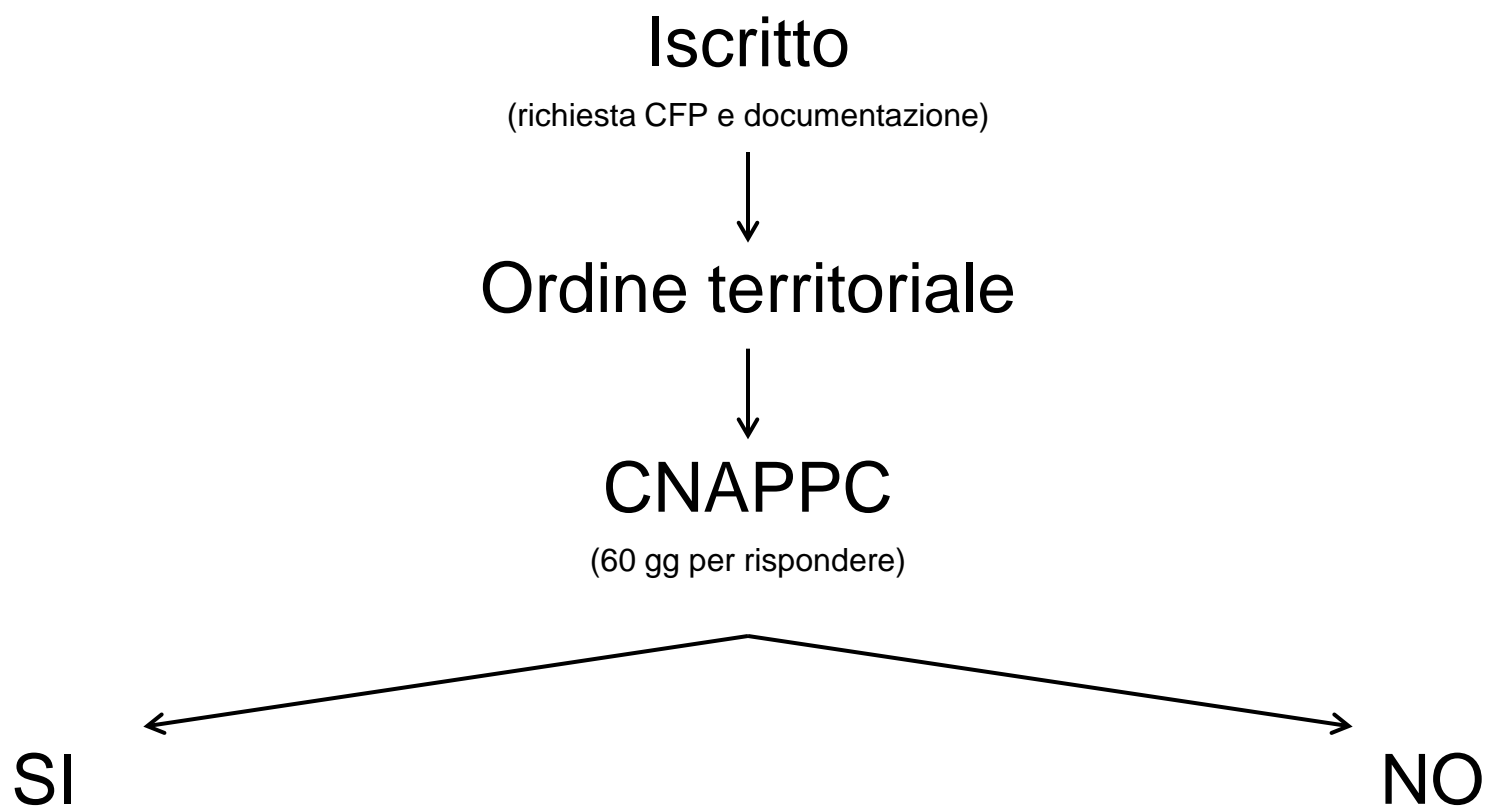 Iscritto
(richiesta CFP e documentazione)
Ordine territoriale
CNAPPC
(60 gg per rispondere)
SI
NO